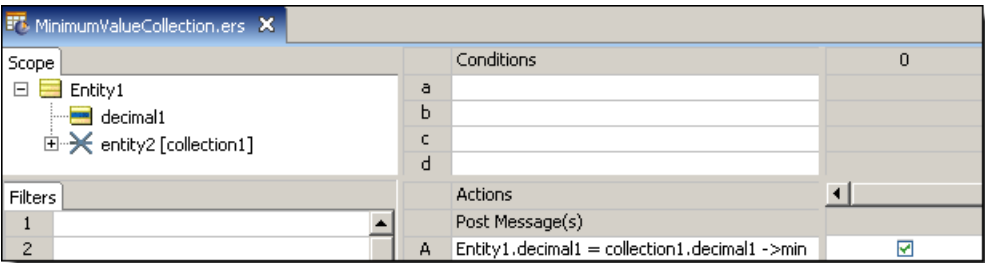 MinimumValueCollection.ers
Scope
Conditions 0
Entity1
decimal1
entity2 [collection1]
a
b
c
d
Filters
1
2
Actions
Post Message(s)
A Entity1.decimal1 = collection1.decimal1 ->min